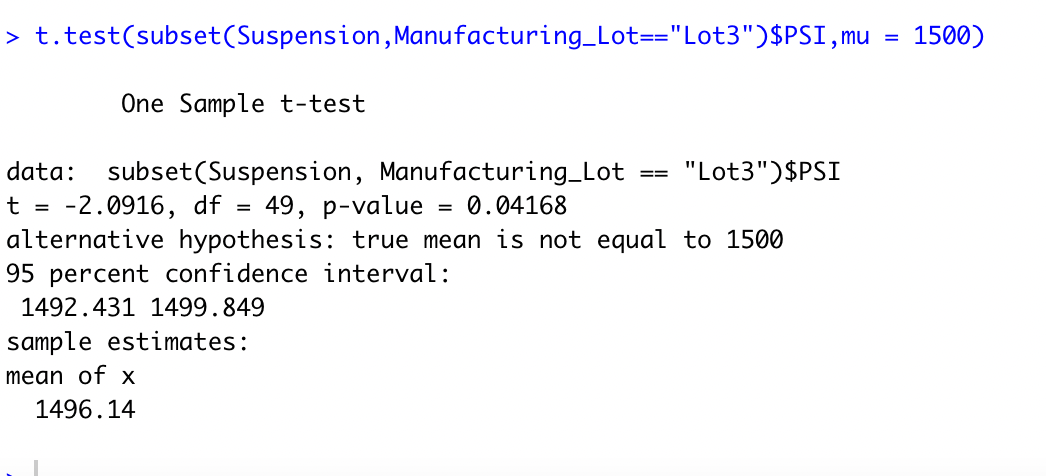 > t.test(subset(Suspension,Manufacturing_Lot=="Lot3")$PSI,mu = 1500)
One Sample t-test
data:  subset(Suspension, Manufacturing_Lot == "Lot3")$PSI
t = -2.0916, df = 49, p-value = 0.04168
alternative hypothesis: true mean is not equal to 1500
95 percent confidence interval:
 1492.431 1499.849
sample estimates:
mean of x
  1496.14
>